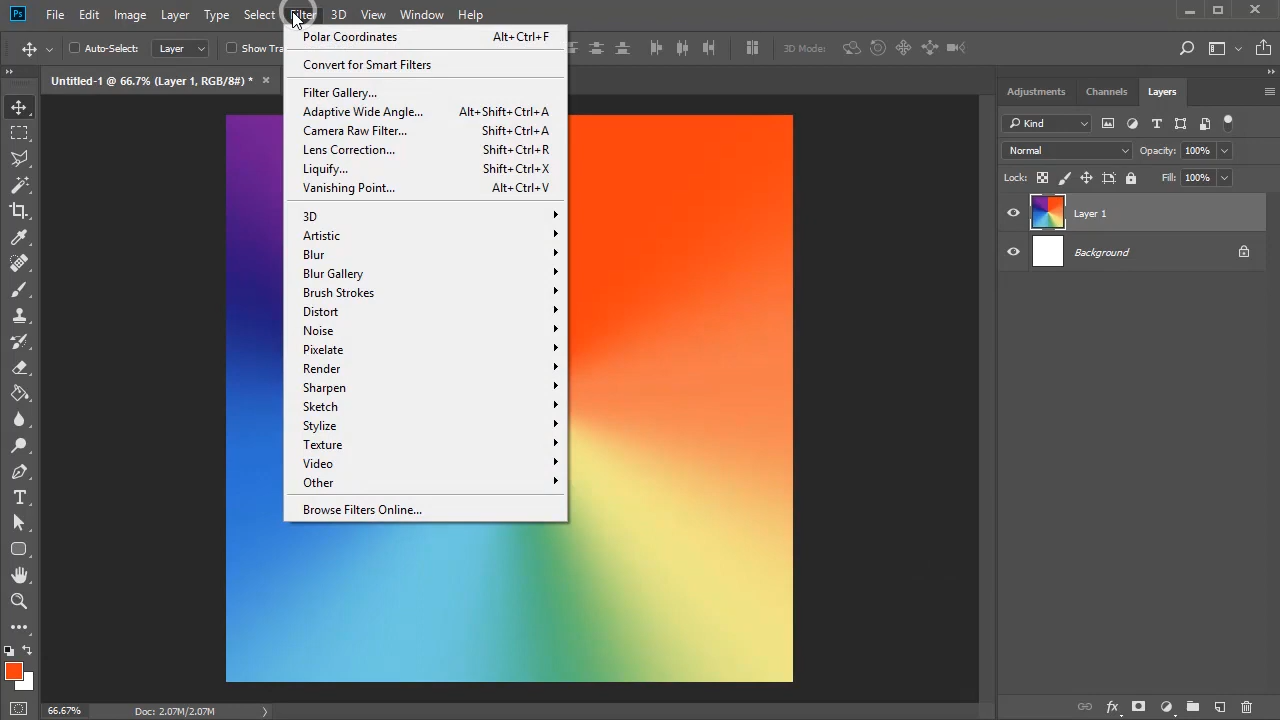 Ps File Edit Image Layer Type Select Filter 3D View Window Help
Auto-Select: Layer Show 3D Mode:
Untitled-1 @ 66.7% (Layer 1, RGB/8#) * ×
Polar Coordinates Alt+Ctrl+F
Convert for Smart Filters
Filter Gallery...
Adaptive Wide Angle... Alt+Shift+Ctrl+A
Camera Raw Filter... Shift+Ctrl+A
Lens Correction... Shift+Ctrl+R
Liquify... Shift+Ctrl+X
Vanishing Point... Alt+Ctrl+V
3D
Artistic
Blur
Blur Gallery
Brush Strokes
Distort
Noise
Pixelate
Render
Sharpen
Sketch
Stylize
Texture
Video
Other
Browse Filters Online...
Adjustments Channels Layers
Kind
Normal Opacity: 100%
Lock: Fill: 100%
Layer 1
Background
66.67% Doc: 2.07M/2.07M